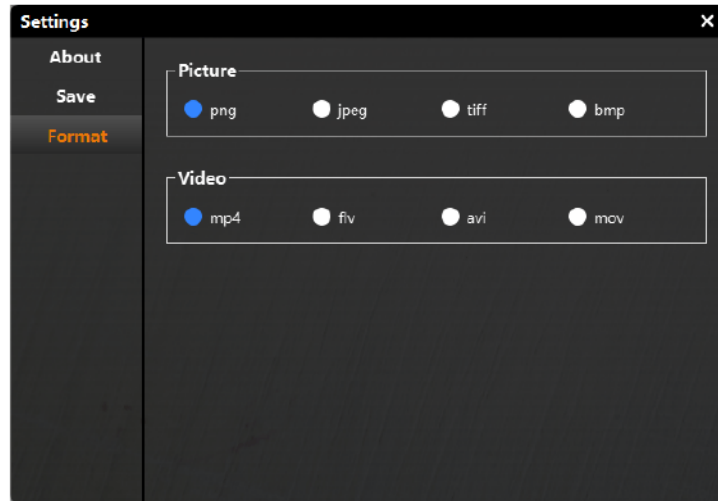 Settings
About
Save
Format
Picture
png jpeg tiff bmp
Video
mp4 flv avi mov